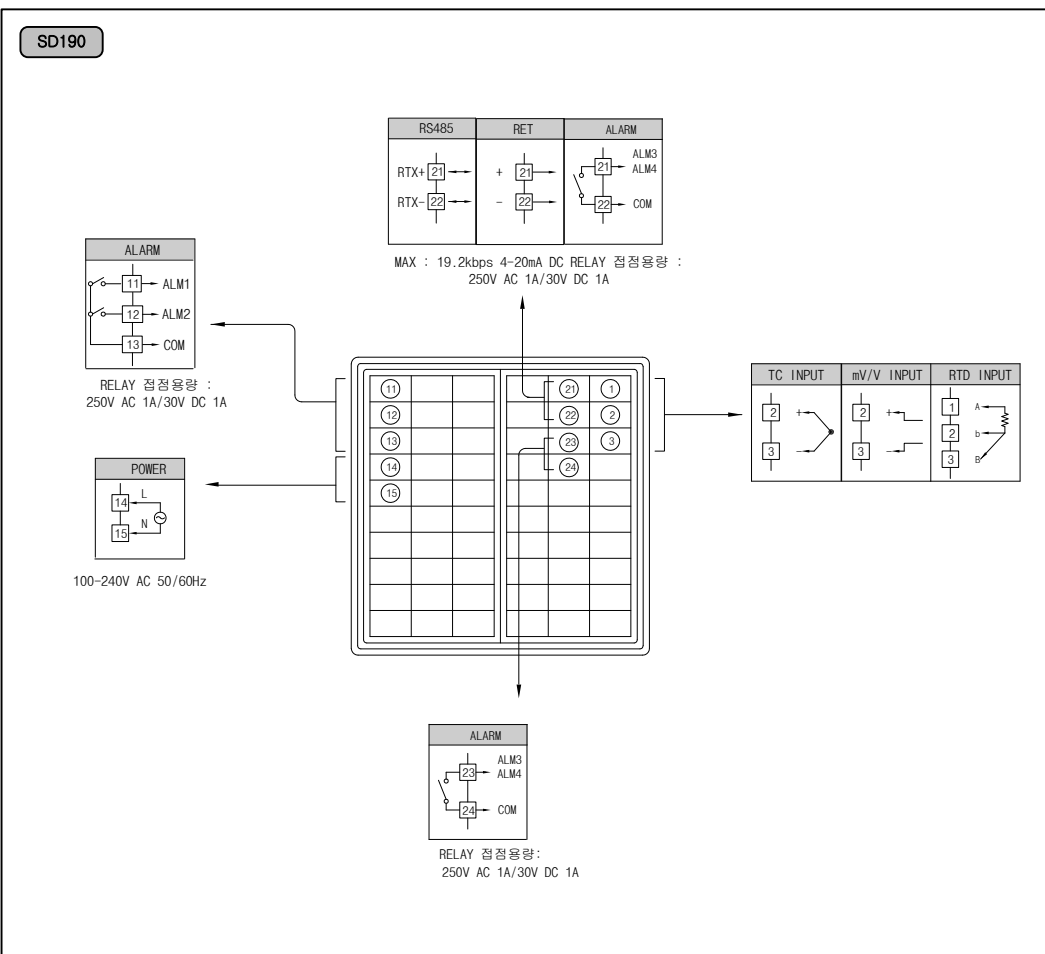 SD190
RS485 RET ALARM
RTX+ 21 + 21 21 ALM3
ALM4
RTX- 22 - 22 22 COM
MAX : 19.2kbps 4-20mA DC RELAY 접점용량 :
250V AC 1A/30V DC 1A
ALARM
11 ALM1
12 ALM2
13 COM
RELAY 접점용량 :
250V AC 1A/30V DC 1A
POWER
14 L
15 N
100-240V AC 50/60Hz
11 21 1
12 22 2
13 23 3
14 24
15
TC INPUT mV/V INPUT RTD INPUT
2 + 2 + 1 A
2 b
3 - 3 - 3 B
ALARM
23 ALM3
ALM4
24 COM
RELAY 접점용량:
250V AC 1A/30V DC 1A